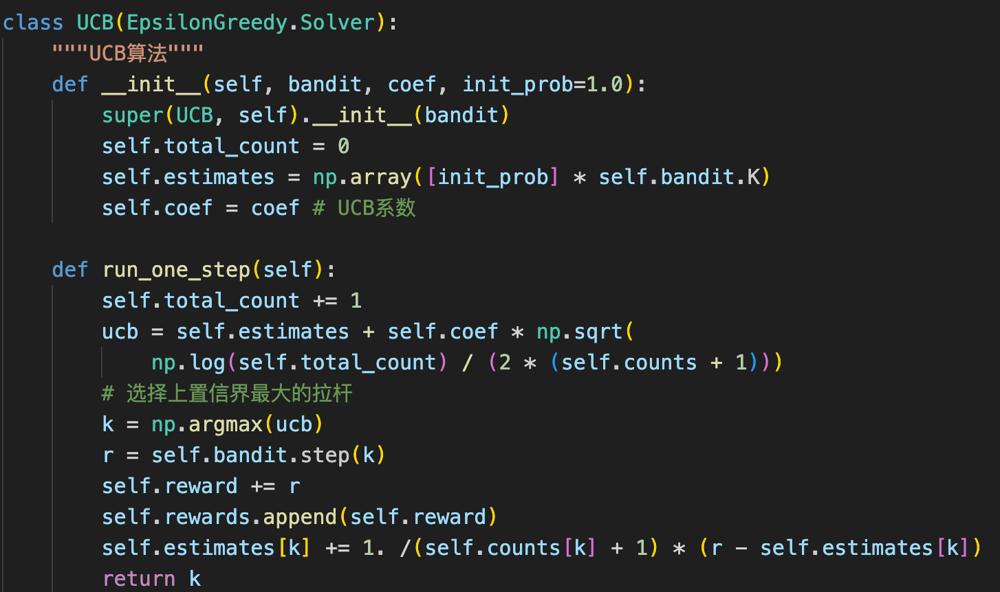 class UCB(EpsilonGreedy.Solver):
    """UCB算法"""
    def __init__(self, bandit, coef, init_prob=1.0):
        super(UCB, self).__init__(bandit)
        self.total_count = 0
        self.estimates = np.array([init_prob] * self.bandit.K)
        self.coef = coef # UCB系数

    def run_one_step(self):
        self.total_count += 1
        ucb = self.estimates + self.coef * np.sqrt(
            np.log(self.total_count) / (2 * (self.counts + 1)))
        # 选择上置信界最大的拉杆
        k = np.argmax(ucb)
        r = self.bandit.step(k)
        self.reward += r
        self.rewards.append(self.reward)
        self.estimates[k] += 1. /(self.counts[k] + 1) * (r - self.estimates[k])
        return k